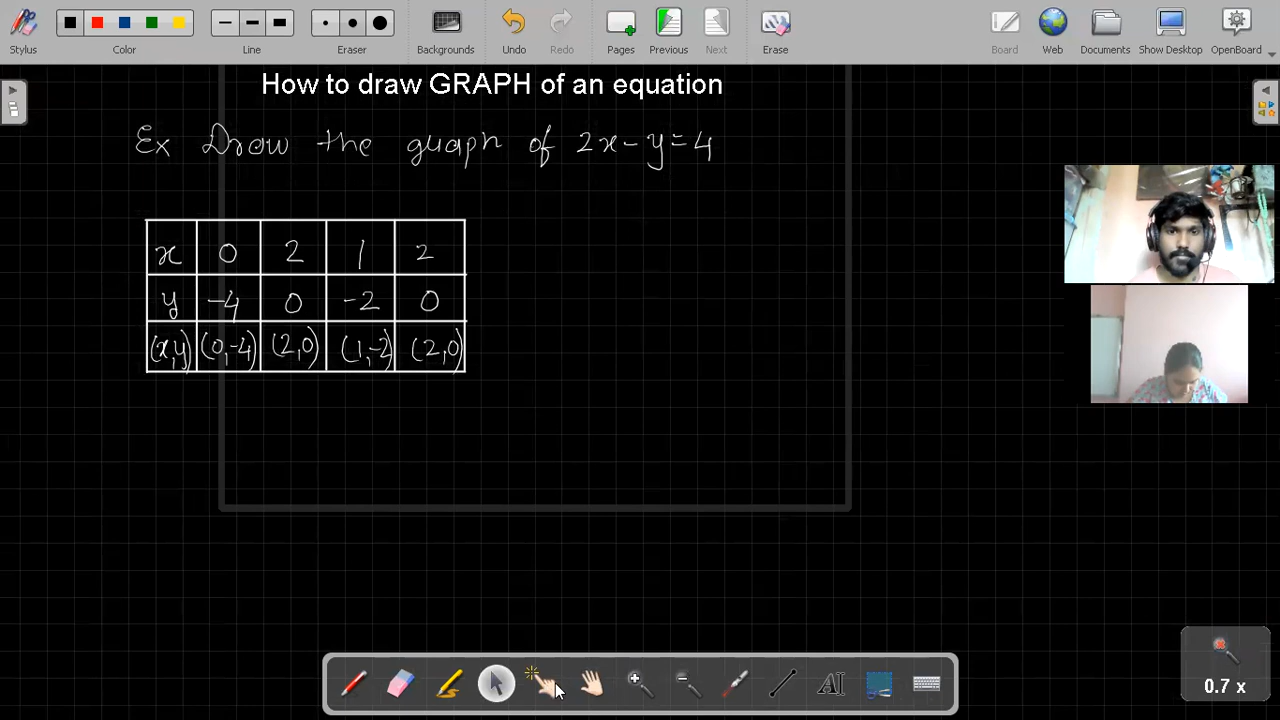 Stylus Color Line Eraser Backgrounds Undo Redo Pages Previous Next Erase Board Web Documents Show Desktop OpenBoard
How to draw GRAPH of an equation
Ex Draw the guaph of 2x-y=4
x 0 2 1 2
y -4 0 -2 0
(x,y) (0,-4) (2,0) (1,-2) (2,0)
AI
0.7 x